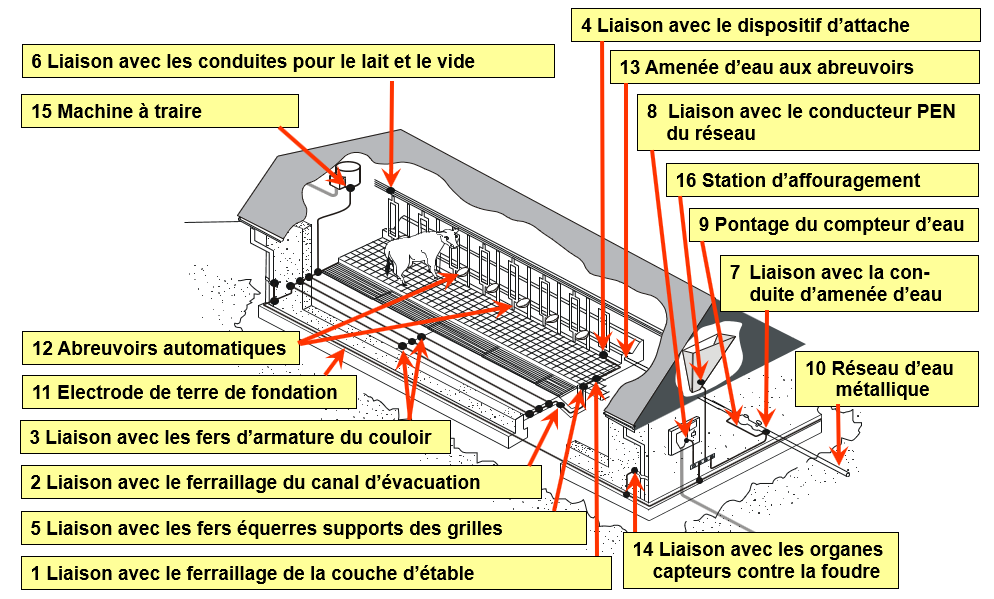 4 Liaison avec le dispositif d’attache
6 Liaison avec les conduites pour le lait et le vide
13 Amenée d’eau aux abreuvoirs
15 Machine à traire
8 Liaison avec le conducteur PEN
du réseau
16 Station d’affouragement
9 Pontage du compteur d’eau
7 Liaison avec la con-
duite d’amenée d’eau
12 Abreuvoirs automatiques
10 Réseau d’eau
métallique
11 Electrode de terre de fondation
3 Liaison avec les fers d’armature du couloir
2 Liaison avec le ferraillage du canal d’évacuation
5 Liaison avec les fers équerres supports des grilles
14 Liaison avec les organes
capteurs contre la foudre
1 Liaison avec le ferraillage de la couche d’étable